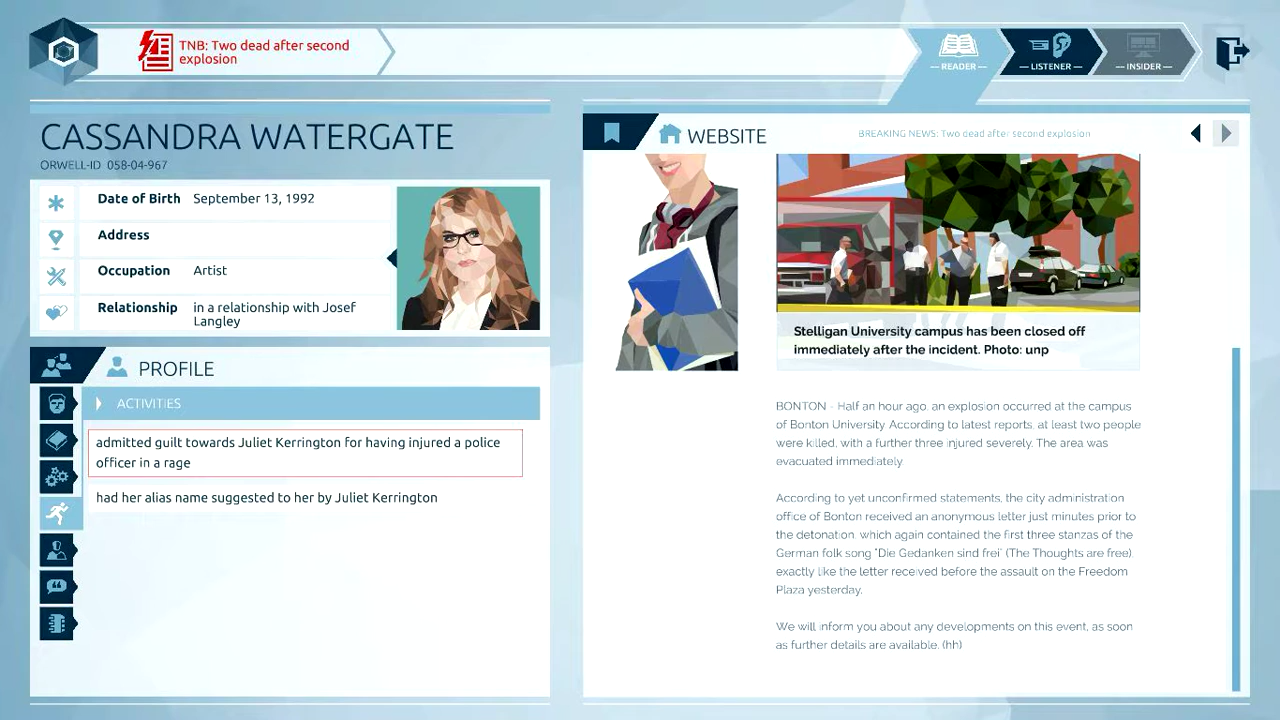 TNB: Two dead after second
explosion
— READER —
— LISTENER —
— INSIDER —
CASSANDRA WATERGATE
ORWELL-ID 058-04-967
Date of Birth September 13, 1992
Address
Occupation Artist
Relationship in a relationship with Josef
Langley
PROFILE
ACTIVITIES
admitted guilt towards Juliet Kerrington for having injured a police
officer in a rage
had her alias name suggested to her by Juliet Kerrington
WEBSITE
BREAKING NEWS: Two dead after second explosion
Stelligan University campus has been closed off
immediately after the incident. Photo: unp
BONTON - Half an hour ago, an explosion occurred at the campus
of Bonton University. According to latest reports, at least two people
were killed, with a further three injured severely. The area was
evacuated immediately.
According to yet unconfirmed statements, the city administration
office of Bonton received an anonymous letter just minutes prior to
the detonation, which again contained the first three stanzas of the
German folk song "Die Gedanken sind frei" (The Thoughts are free),
exactly like the letter received before the assault on the Freedom
Plaza yesterday.
We will inform you about any developments on this event, as soon
as further details are available. (hh)